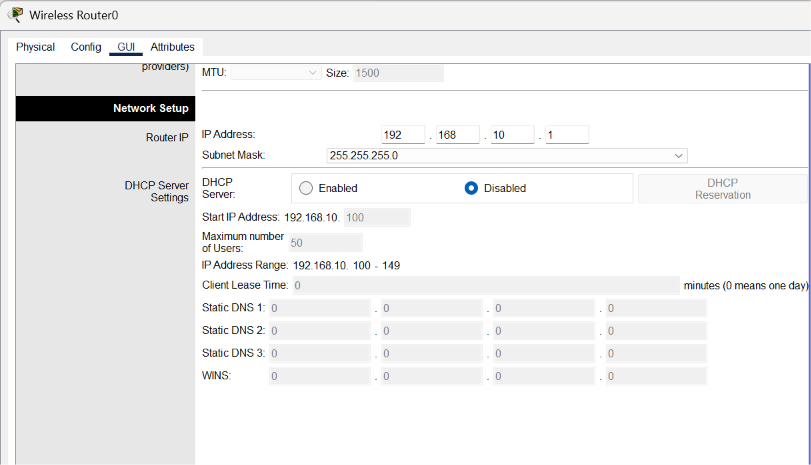 Wireless Router0
Physical Config GUI Attributes
providers)
MTU: Size: 1500
Network Setup
Router IP
IP Address: 192 . 168 . 10 . 1
Subnet Mask: 255.255.255.0
DHCP Server
Settings
DHCP
Server: Enabled Disabled DHCP
Reservation
Start IP Address: 192.168.10. 100
Maximum number
of Users: 50
IP Address Range: 192.168.10. 100 - 149
Client Lease Time: 0 minutes (0 means one day)
Static DNS 1: 0 . 0 . 0 . 0
Static DNS 2: 0 . 0 . 0 . 0
Static DNS 3: 0 . 0 . 0 . 0
WINS: 0 . 0 . 0 . 0